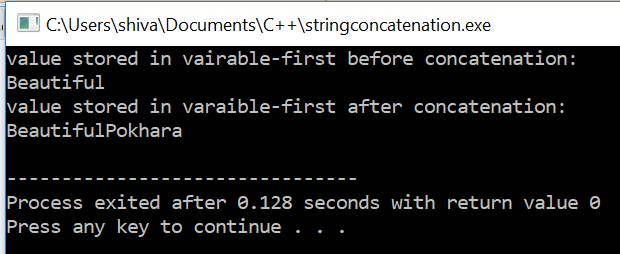 C:\Users\shiva\Documents\C++\stringconcatenation.exe
value stored in vairable-first before concatenation:
Beautiful
value stored in varaible-first after concatenation:
BeautifulPokhara
--------------------------------
Process exited after 0.128 seconds with return value 0
Press any key to continue . . .